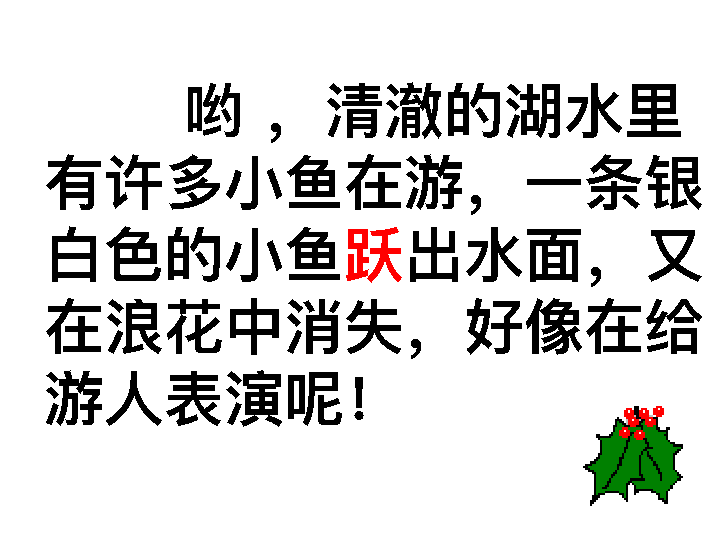 哟，清澈的湖水里
有许多小鱼在游，一条银
白色的小鱼跃出水面，又
在浪花中消失，好像在给
游人表演呢！